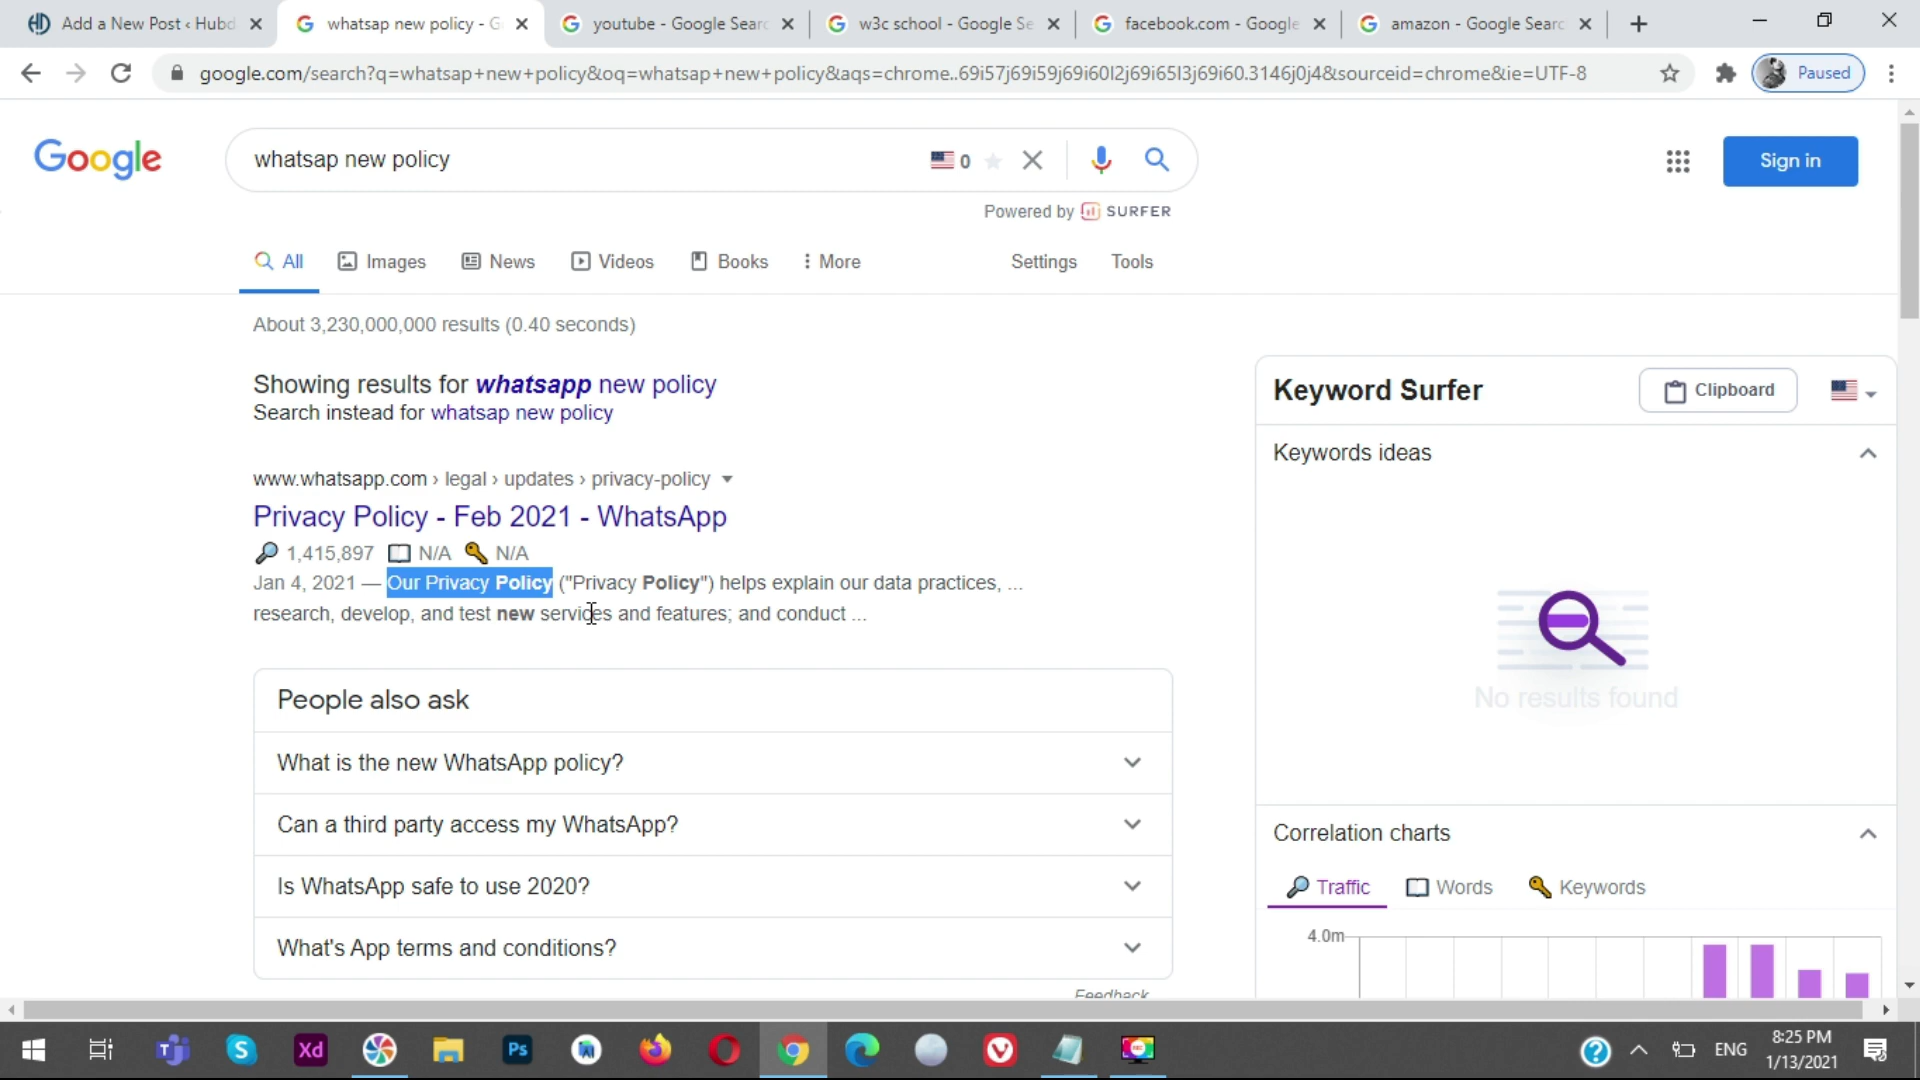 Add a New Post ‹ Hubd
whatsap new policy - G
youtube - Google Searc
w3c school - Google Se
facebook.com - Google
amazon - Google Searc
google.com/search?q=whatsap+new+policy&oq=whatsap+new+policy&aqs=chrome..69i57j69i59j69i60l2j69i65l3j69i60.3146j0j4&sourceid=chrome&ie=UTF-8
Paused
Google
whatsap new policy
0
Sign in
Powered by SURFER
All
Images
News
Videos
Books
More
Settings
Tools
About 3,230,000,000 results (0.40 seconds)
Showing results for whatsapp new policy
Search instead for whatsap new policy
www.whatsapp.com › legal › updates › privacy-policy
Privacy Policy - Feb 2021 - WhatsApp
1,415,897 N/A N/A
Jan 4, 2021 — Our Privacy Policy ("Privacy Policy") helps explain our data practices, ...
research, develop, and test new services and features; and conduct ...
People also ask
What is the new WhatsApp policy?
Can a third party access my WhatsApp?
Is WhatsApp safe to use 2020?
What's App terms and conditions?
Feedback
Keyword Surfer
Clipboard
Keywords ideas
No results found
Correlation charts
Traffic
Words
Keywords
4.0m
Xd
Ps
ENG
8:25 PM
1/13/2021